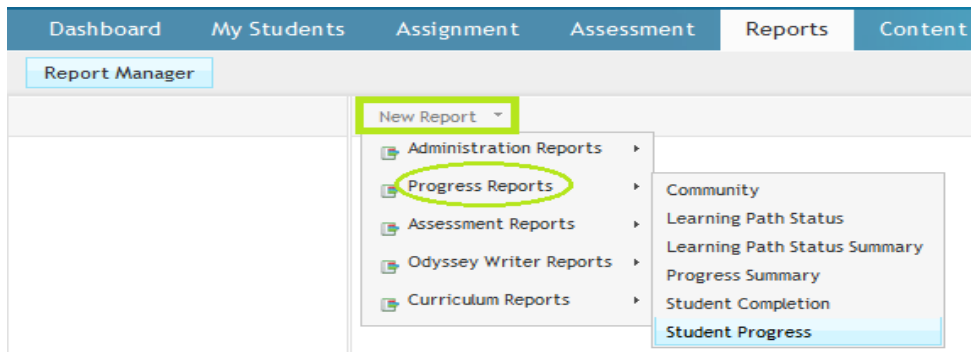 Dashboard My Students Assignment Assessment Reports Content
Report Manager
New Report
Administration Reports
Progress Reports
Assessment Reports
Odyssey Writer Reports
Curriculum Reports
Community
Learning Path Status
Learning Path Status Summary
Progress Summary
Student Completion
Student Progress